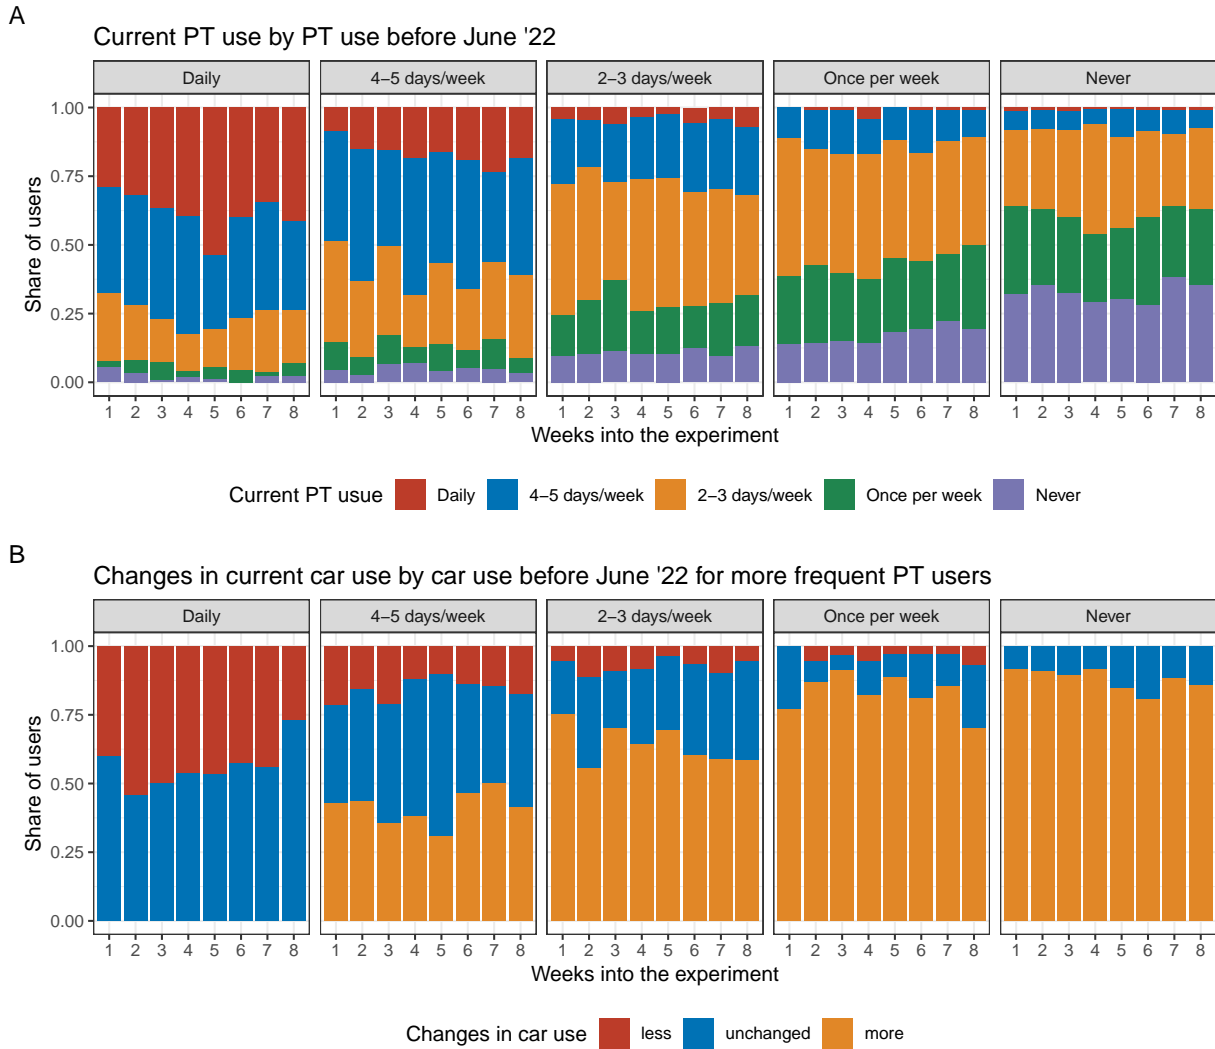 A
Current PT use by PT use before June '22
Daily
4−5 days/week
2−3 days/week
Once per week
Never
1.00
0.75
0.50
0.25
0.00
Share of users
1 2 3 4 5 6 7 8
1 2 3 4 5 6 7 8
1 2 3 4 5 6 7 8
1 2 3 4 5 6 7 8
1 2 3 4 5 6 7 8
Weeks into the experiment
Current PT usue Daily 4−5 days/week 2−3 days/week Once per week Never
B
Changes in current car use by car use before June '22 for more frequent PT users
Daily
4−5 days/week
2−3 days/week
Once per week
Never
1.00
0.75
0.50
0.25
0.00
Share of users
1 2 3 4 5 6 7 8
1 2 3 4 5 6 7 8
1 2 3 4 5 6 7 8
1 2 3 4 5 6 7 8
1 2 3 4 5 6 7 8
Weeks into the experiment
Changes in car use less unchanged more